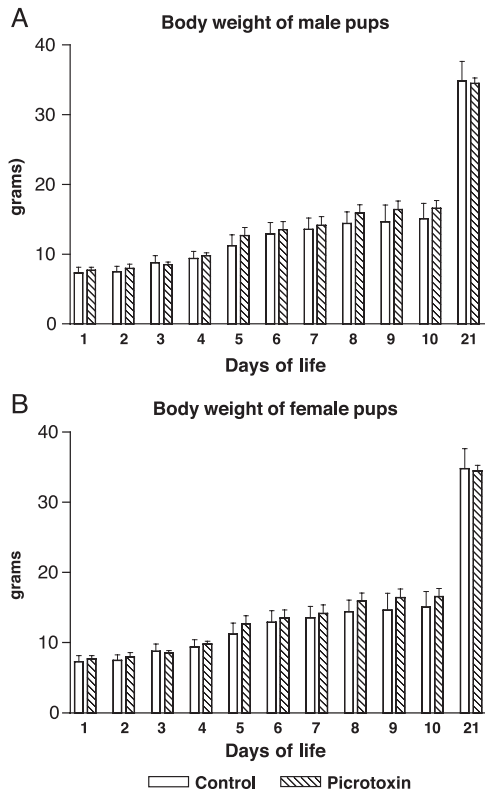 A
Body weight of male pups
40
30
20
10
0
grams)
1 2 3 4 5 6 7 8 9 10 21
Days of life
B
Body weight of female pups
40
30
20
10
0
grams
1 2 3 4 5 6 7 8 9 10 21
Days of life
Control Picrotoxin